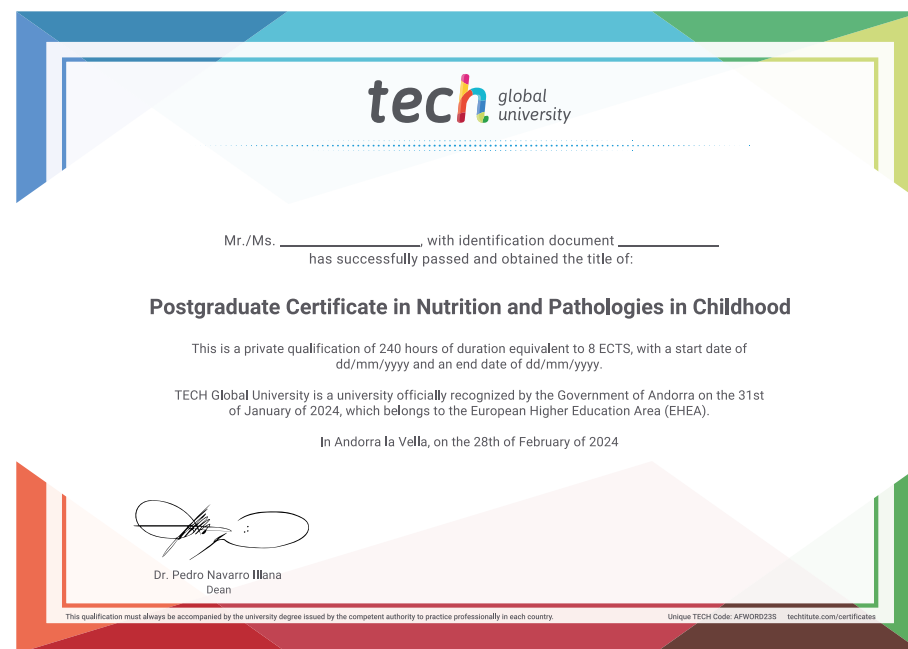 tech global university
Mr./Ms. ____________________, with identification document ______________
has successfully passed and obtained the title of:
Postgraduate Certificate in Nutrition and Pathologies in Childhood
This is a private qualification of 240 hours of duration equivalent to 8 ECTS, with a start date of
dd/mm/yyyy and an end date of dd/mm/yyyy.
TECH Global University is a university officially recognized by the Government of Andorra on the 31st
of January of 2024, which belongs to the European Higher Education Area (EHEA).
In Andorra la Vella, on the 28th of February of 2024
Dr. Pedro Navarro Illana
Dean
This qualification must always be accompanied by the university degree issued by the competent authority to practice professionally in each country. Unique TECH Code: AFWORD23S techtitute.com/certificates